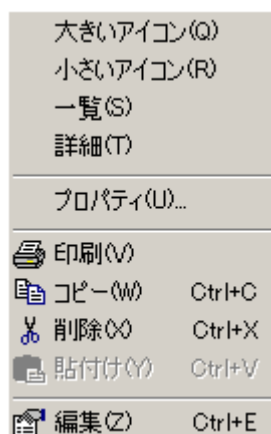 大きいアイコン(Q)
小さいアイコン(R)
一覧(S)
詳細(T)
プロパティ(U)...
印刷(V)
コピー(W) Ctrl+C
削除(X) Ctrl+X
貼付け(Y) Ctrl+V
編集(Z) Ctrl+E